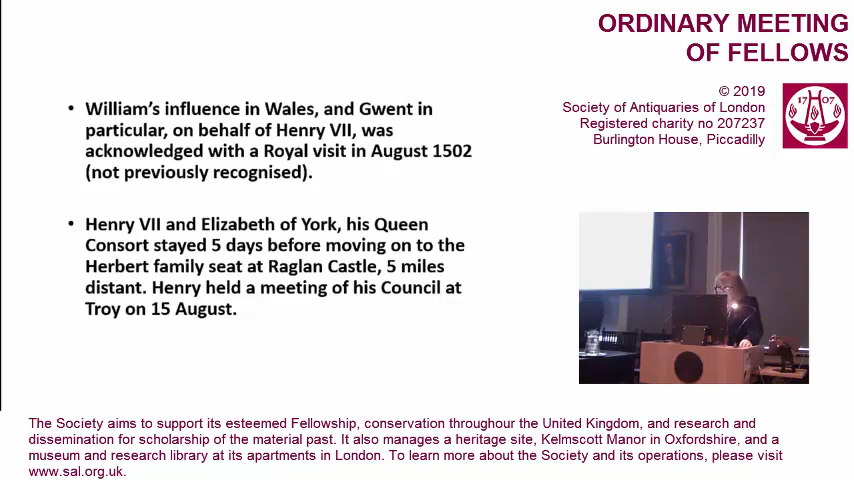 ORDINARY MEETING
OF FELLOWS
© 2019
Society of Antiquaries of London
Registered charity no 207237
Burlington House, Piccadilly
17 07
• William's influence in Wales, and Gwent in
particular, on behalf of Henry VII, was
acknowledged with a Royal visit in August 1502
(not previously recognised).
• Henry VII and Elizabeth of York, his Queen
Consort stayed 5 days before moving on to the
Herbert family seat at Raglan Castle, 5 miles
distant. Henry held a meeting of his Council at
Troy on 15 August.
The Society aims to support its esteemed Fellowship, conservation throughour the United Kingdom, and research and
dissemination for scholarship of the material past. It also manages a heritage site, Kelmscott Manor in Oxfordshire, and a
museum and research library at its apartments in London. To learn more about the Society and its operations, please visit
www.sal.org.uk.